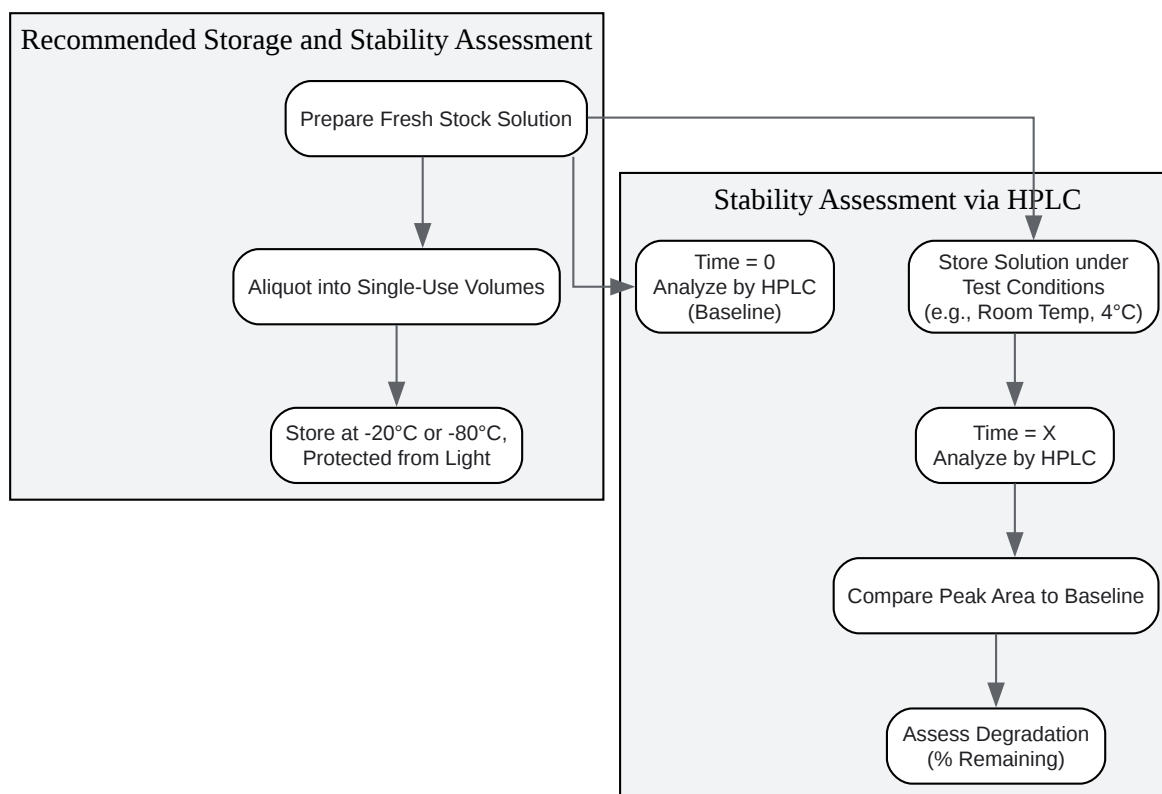 Recommended Storage and Stability Assessment
Prepare Fresh Stock Solution
Aliquot into Single-Use Volumes
Store at -20°C or -80°C,
Protected from Light
Stability Assessment via HPLC
Time = 0
Analyze by HPLC
(Baseline)
Store Solution under
Test Conditions
(e.g., Room Temp, 4°C)
Time = X
Analyze by HPLC
Compare Peak Area to Baseline
Assess Degradation
(% Remaining)